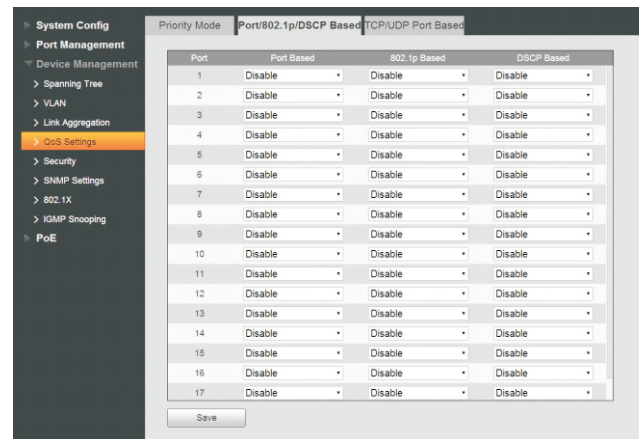 System Config
Port Management
Device Management
> Spanning Tree
> VLAN
> Link Aggregation
> QoS Settings
> Security
> SNMP Settings
> 802.1X
> IGMP Snooping
PoE
Priority Mode Port/802.1p/DSCP Based TCP/UDP Port Based
Port Port Based 802.1p Based DSCP Based
1 Disable Disable Disable
2 Disable Disable Disable
3 Disable Disable Disable
4 Disable Disable Disable
5 Disable Disable Disable
6 Disable Disable Disable
7 Disable Disable Disable
8 Disable Disable Disable
9 Disable Disable Disable
10 Disable Disable Disable
11 Disable Disable Disable
12 Disable Disable Disable
13 Disable Disable Disable
14 Disable Disable Disable
15 Disable Disable Disable
16 Disable Disable Disable
17 Disable Disable Disable
Save